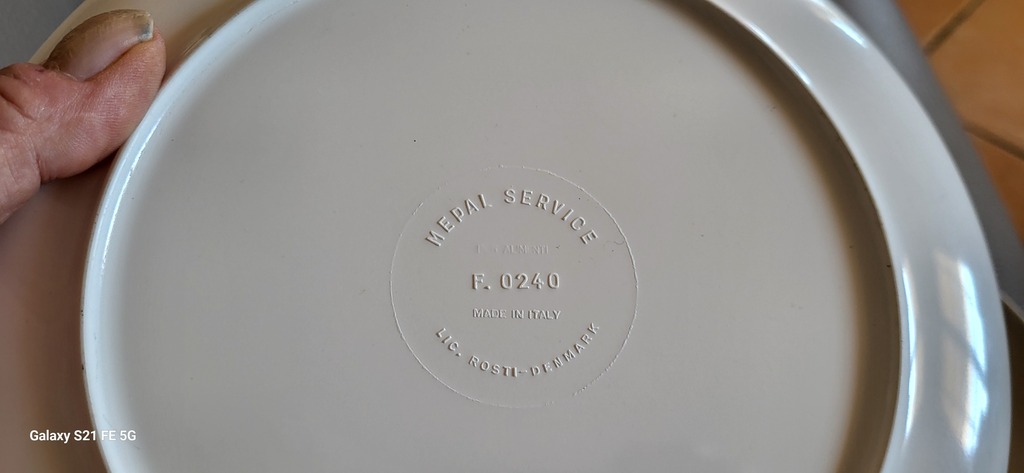 MEPAL SERVICE
F. 0240
MADE IN ITALY
LIC. ROSTI-DENMARK
Galaxy S21 FE 5G